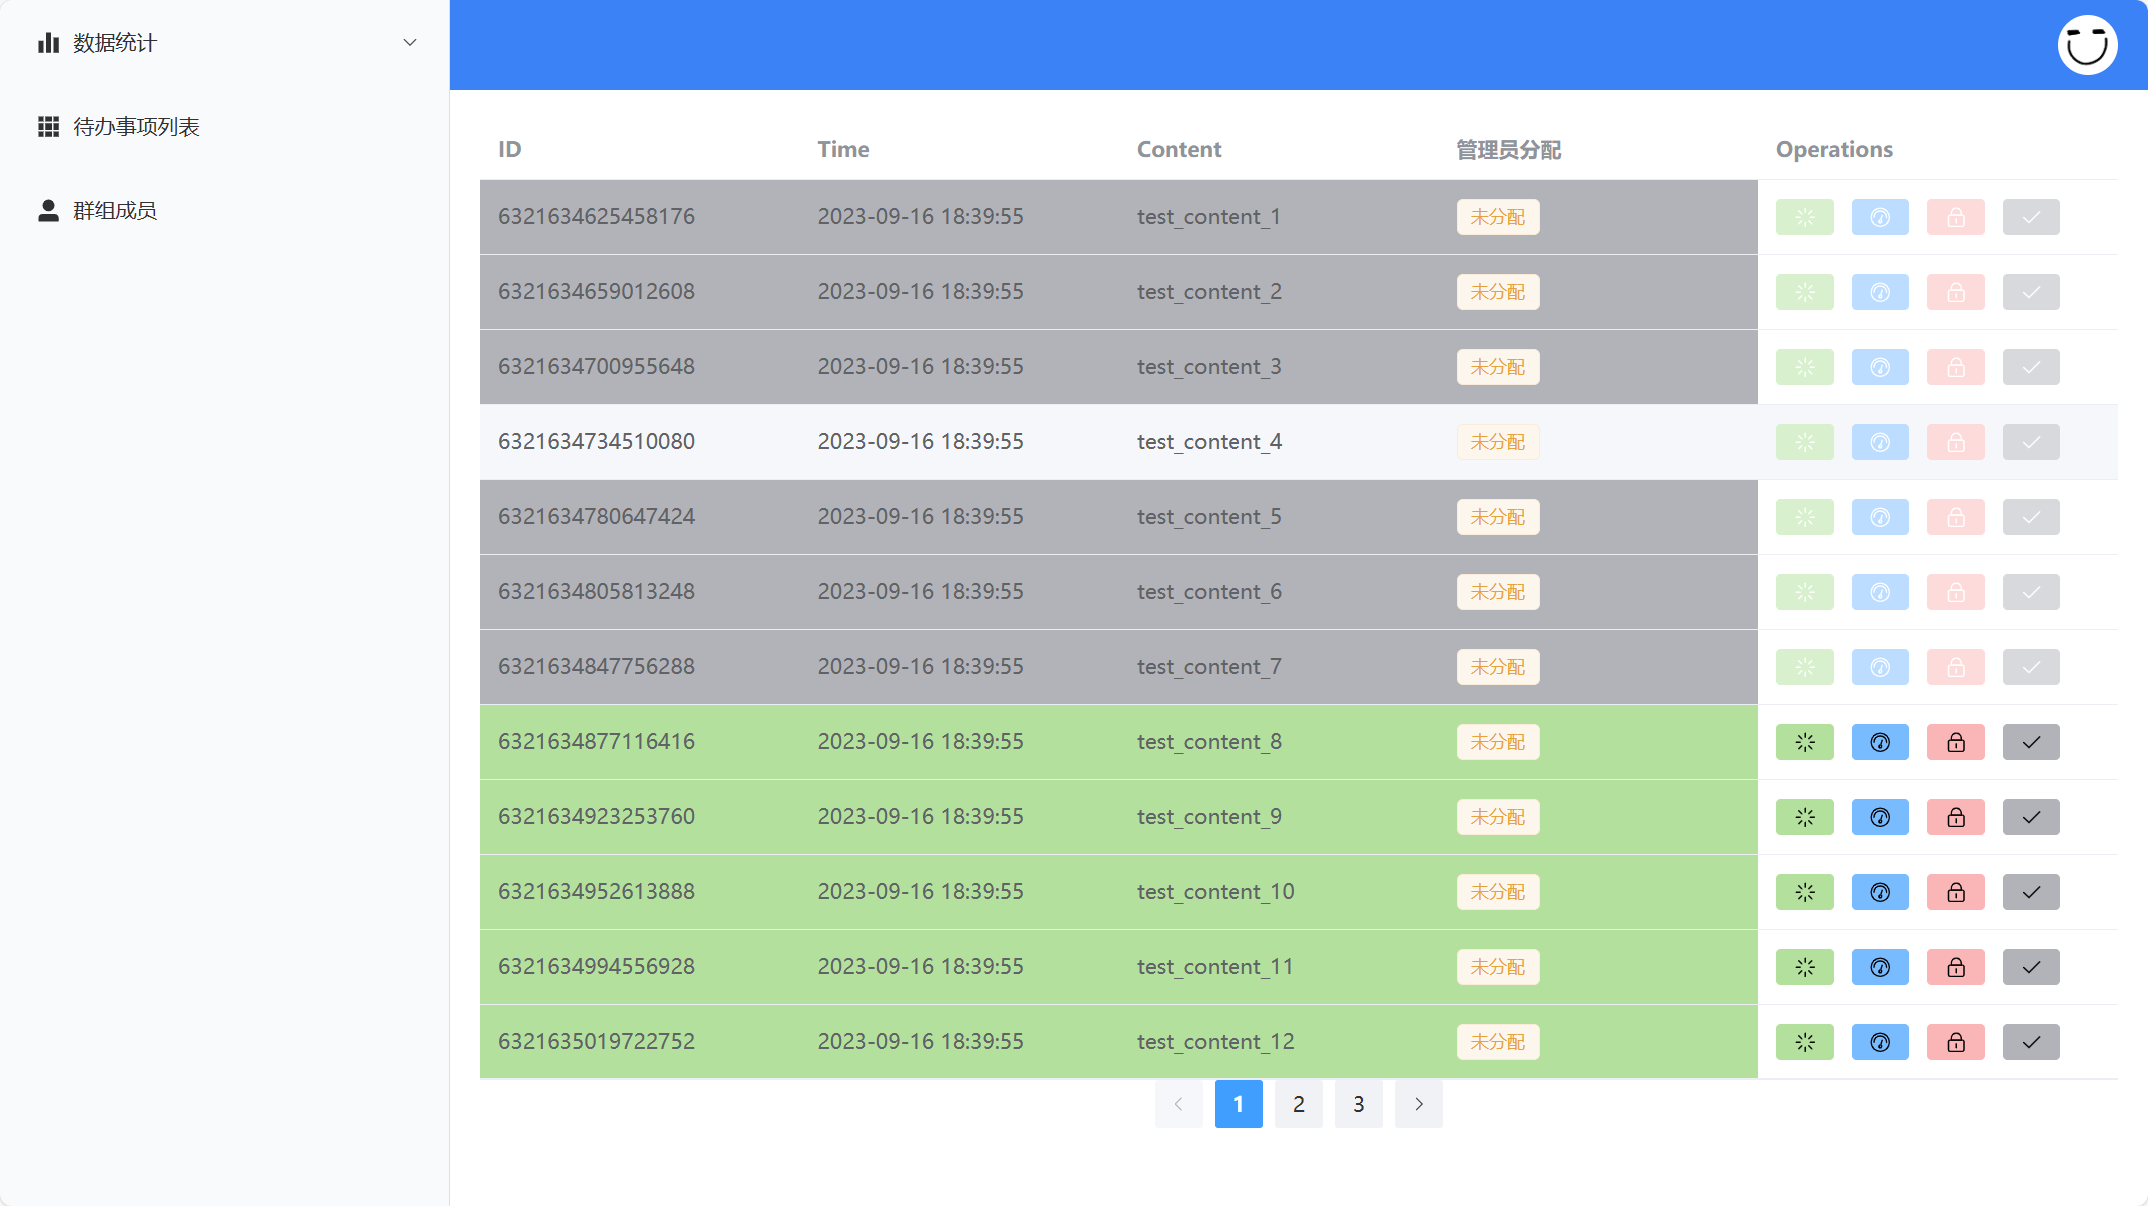 数据统计
待办事项列表
群组成员
ID Time Content 管理员分配 Operations
6321634625458176 2023-09-16 18:39:55 test_content_1 未分配
6321634659012608 2023-09-16 18:39:55 test_content_2 未分配
6321634700955648 2023-09-16 18:39:55 test_content_3 未分配
6321634734510080 2023-09-16 18:39:55 test_content_4 未分配
6321634780647424 2023-09-16 18:39:55 test_content_5 未分配
6321634805813248 2023-09-16 18:39:55 test_content_6 未分配
6321634847756288 2023-09-16 18:39:55 test_content_7 未分配
6321634877116416 2023-09-16 18:39:55 test_content_8 未分配
6321634923253760 2023-09-16 18:39:55 test_content_9 未分配
6321634952613888 2023-09-16 18:39:55 test_content_10 未分配
6321634994556928 2023-09-16 18:39:55 test_content_11 未分配
6321635019722752 2023-09-16 18:39:55 test_content_12 未分配
1 2 3